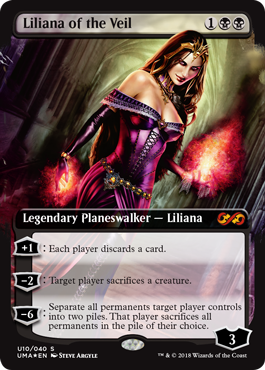 Liliana of the Veil 1
Legendary Planeswalker — Liliana
+1 : Each player discards a card.
−2 : Target player sacrifices a creature.
−6 : Separate all permanents target player controls
into two piles. That player sacrifices all
permanents in the pile of their choice.
3
U10/040 S
UMA★EN STEVE ARGYLE ™ & © 2018 Wizards of the Coast